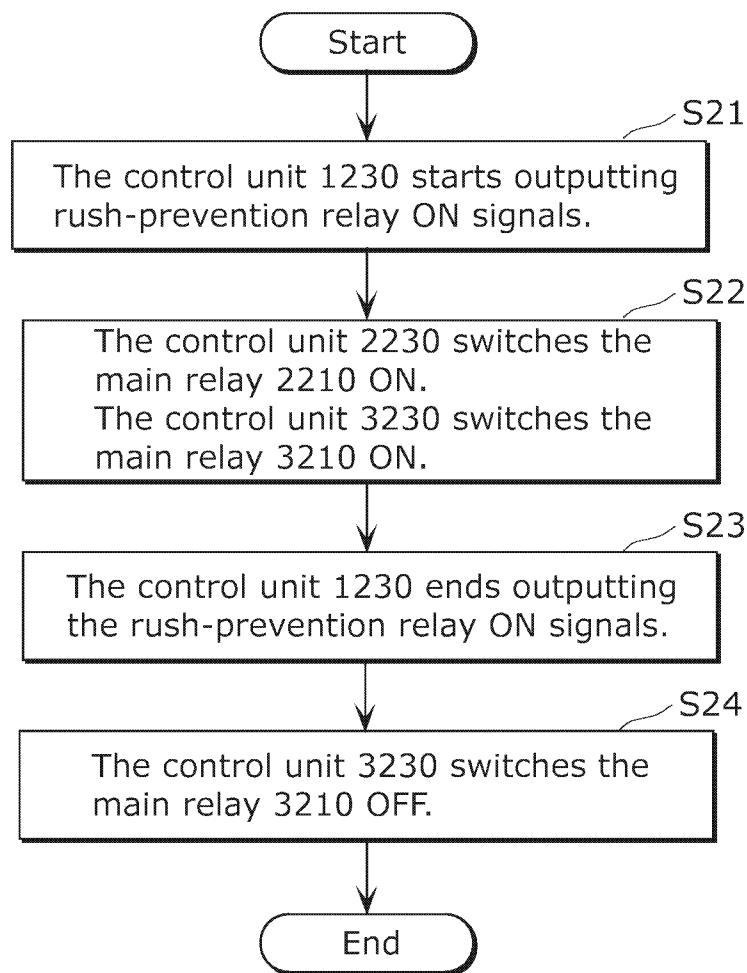 Start
S21
The control unit 1230 starts outputting
rush-prevention relay ON signals.
S22
The control unit 2230 switches the
main relay 2210 ON.
The control unit 3230 switches the
main relay 3210 ON.
S23
The control unit 1230 ends outputting
the rush-prevention relay ON signals.
S24
The control unit 3230 switches the
main relay 3210 OFF.
End